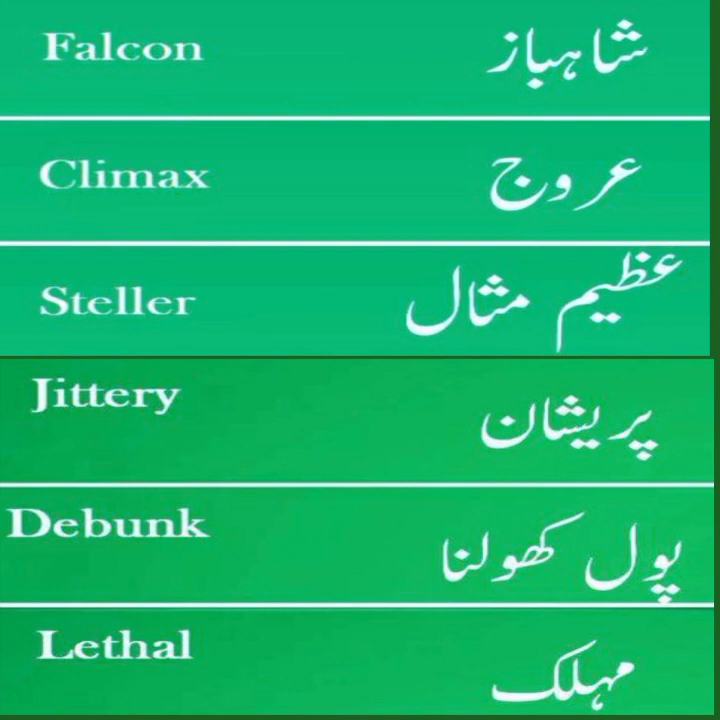 Falcon شاہباز
Climax عروج
Steller عظیم مثال
Jittery پریشان
Debunk پول کھولنا
Lethal مہلک